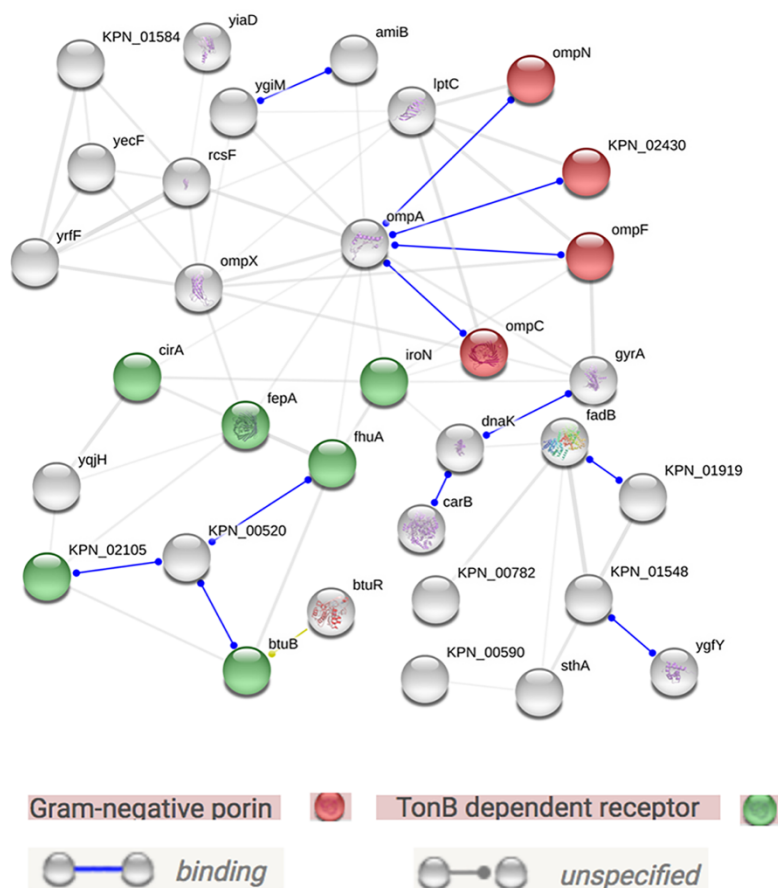 yiaD
KPN_01584
amiB
ompN
ygiM
lptC
yecF
rcsF
KPN_02430
ompA
yrfF
ompX
ompF
ompC
cirA
iroN
gyrA
fepA
dnaK
fadB
fhuA
yqjH
KPN_01919
carB
KPN_00520
KPN_02105
btuR
KPN_00782
KPN_01548
btuB
KPN_00590
sthA
ygfY
Gram-negative porin
TonB dependent receptor
binding
unspecified